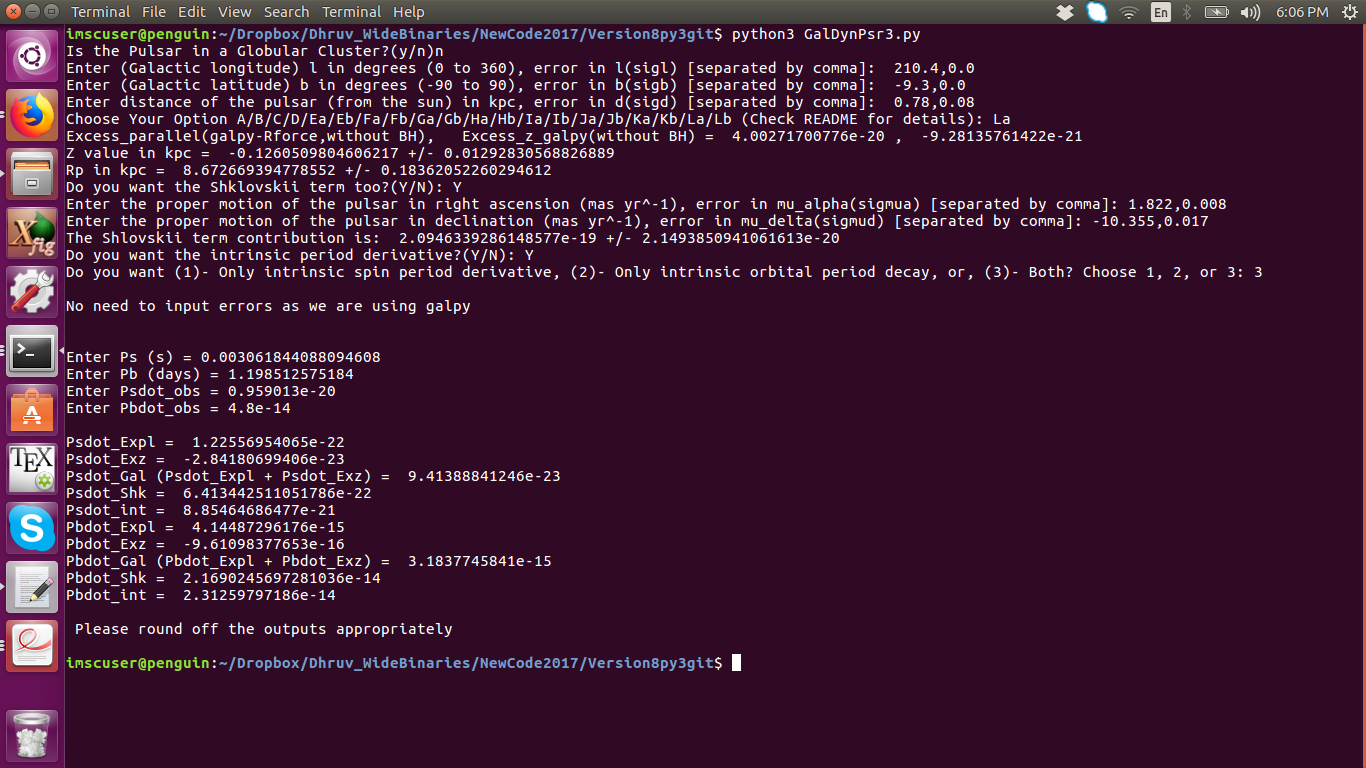 Terminal File Edit View Search Terminal Help En 6:06 PM
imscuser@penguin:~/Dropbox/Dhruv_WideBinaries/NewCode2017/Version8py3git$ python3 GalDynPsr3.py
Is the Pulsar in a Globular Cluster?(y/n)n
Enter (Galactic longitude) l in degrees (0 to 360), error in l(sigl) [separated by comma]:  210.4,0.0
Enter (Galactic latitude) b in degrees (-90 to 90), error in b(sigb) [separated by comma]:  -9.3,0.0
Enter distance of the pulsar (from the sun) in kpc, error in d(sigd) [separated by comma]:  0.78,0.08
Choose Your Option A/B/C/D/Ea/Eb/Fa/Fb/Ga/Gb/Ha/Hb/Ia/Ib/Ja/Jb/Ka/Kb/La/Lb (Check README for details): La
Excess_parallel(galpy-Rforce,without BH),   Excess_z_galpy(without BH) =  4.00271700776e-20 ,  -9.28135761422e-21
Z value in kpc =  -0.1260509804606217 +/- 0.01292830568826889
Rp in kpc =  8.672669394778552 +/- 0.18362052260294612
Do you want the Shklovskii term too?(Y/N): Y
Enter the proper motion of the pulsar in right ascension (mas yr^-1), error in mu_alpha(sigmua) [separated by comma]: 1.822,0.008
Enter the proper motion of the pulsar in declination (mas yr^-1), error in mu_delta(sigmud) [separated by comma]: -10.355,0.017
The Shlovskii term contribution is:  2.0946339286148577e-19 +/- 2.1493850941061613e-20
Do you want the intrinsic period derivative?(Y/N): Y
Do you want (1)- Only intrinsic spin period derivative, (2)- Only intrinsic orbital period decay, or, (3)- Both? Choose 1, 2, or 3: 3
No need to input errors as we are using galpy
Enter Ps (s) = 0.003061844088094608
Enter Pb (days) = 1.198512575184
Enter Psdot_obs = 0.959013e-20
Enter Pbdot_obs = 4.8e-14
Psdot_Expl =  1.22556954065e-22
Psdot_Exz =  -2.84180699406e-23
Psdot_Gal (Psdot_Expl + Psdot_Exz) =  9.41388841246e-23
Psdot_Shk =  6.413442511051786e-22
Psdot_int =  8.85464686477e-21
Pbdot_Expl =  4.14487296176e-15
Pbdot_Exz =  -9.61098377653e-16
Pbdot_Gal (Pbdot_Expl + Pbdot_Exz) =  3.1837745841e-15
Pbdot_Shk =  2.1690245697281036e-14
Pbdot_int =  2.31259797186e-14
Please round off the outputs appropriately
imscuser@penguin:~/Dropbox/Dhruv_WideBinaries/NewCode2017/Version8py3git$
Xfig
TEX